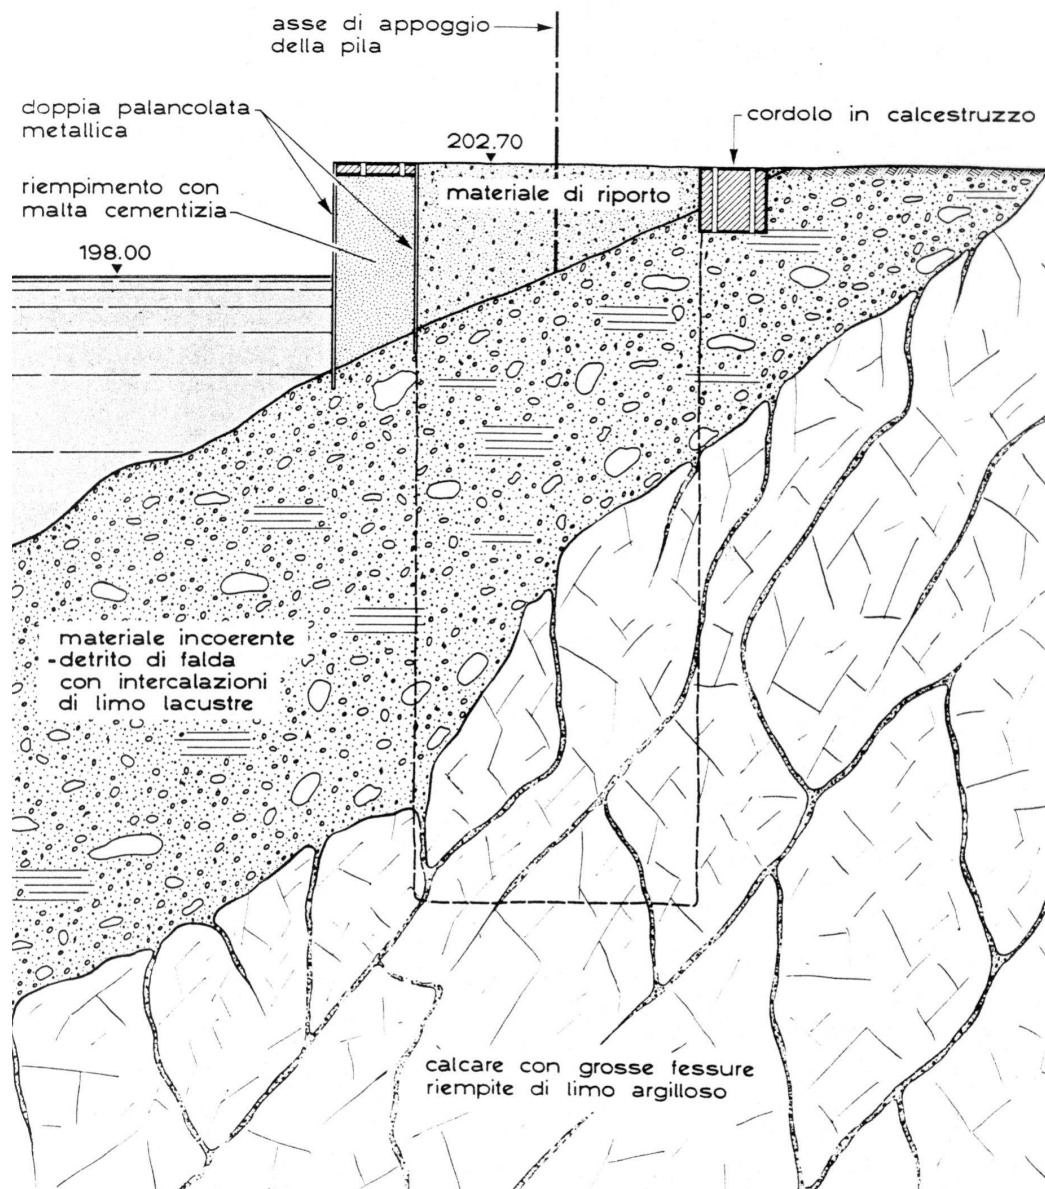 asse di appoggio
della pila
doppia palancolata
metallica
cordolo in calcestruzzo
202.70
riempimento con
malta cementizia
materiale di riporto
198.00
materiale incoerente
-detrito di falda
con intercalazioni
di limo lacustre
calcare con grosse fessure
riempite di limo argilloso